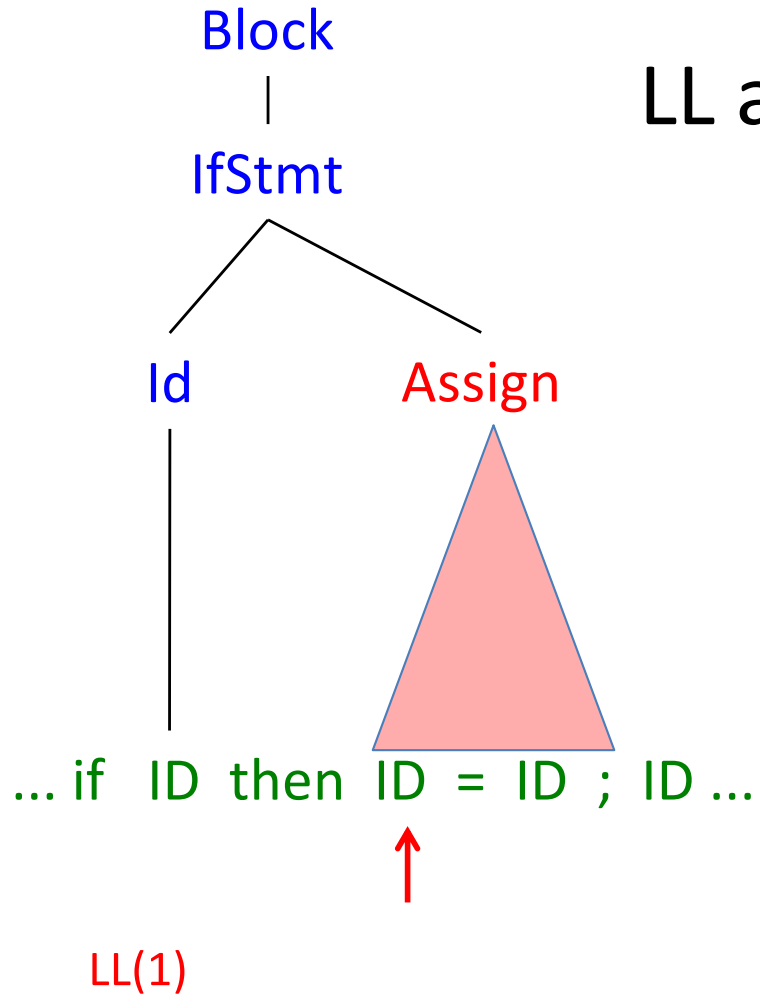 Block
LL a
IfStmt
Id Assign
... if ID then ID = ID ; ID ...
LL(1)